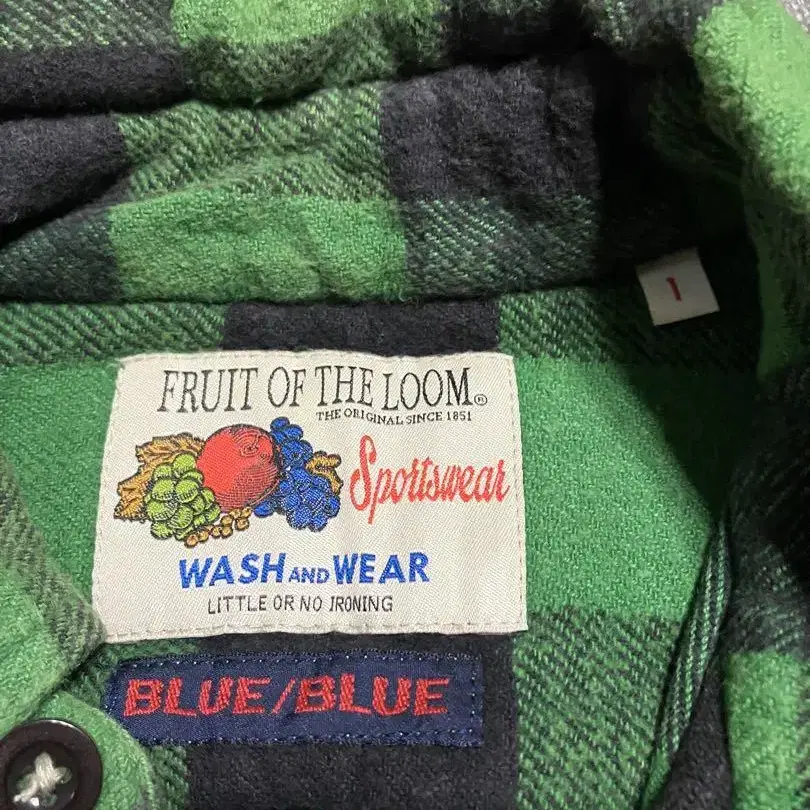 FRUIT OF THE LOOM®
THE ORIGINAL SINCE 1851
Sportswear
WASH AND WEAR
LITTLE OR NO IRONING
BLUE/BLUE
1